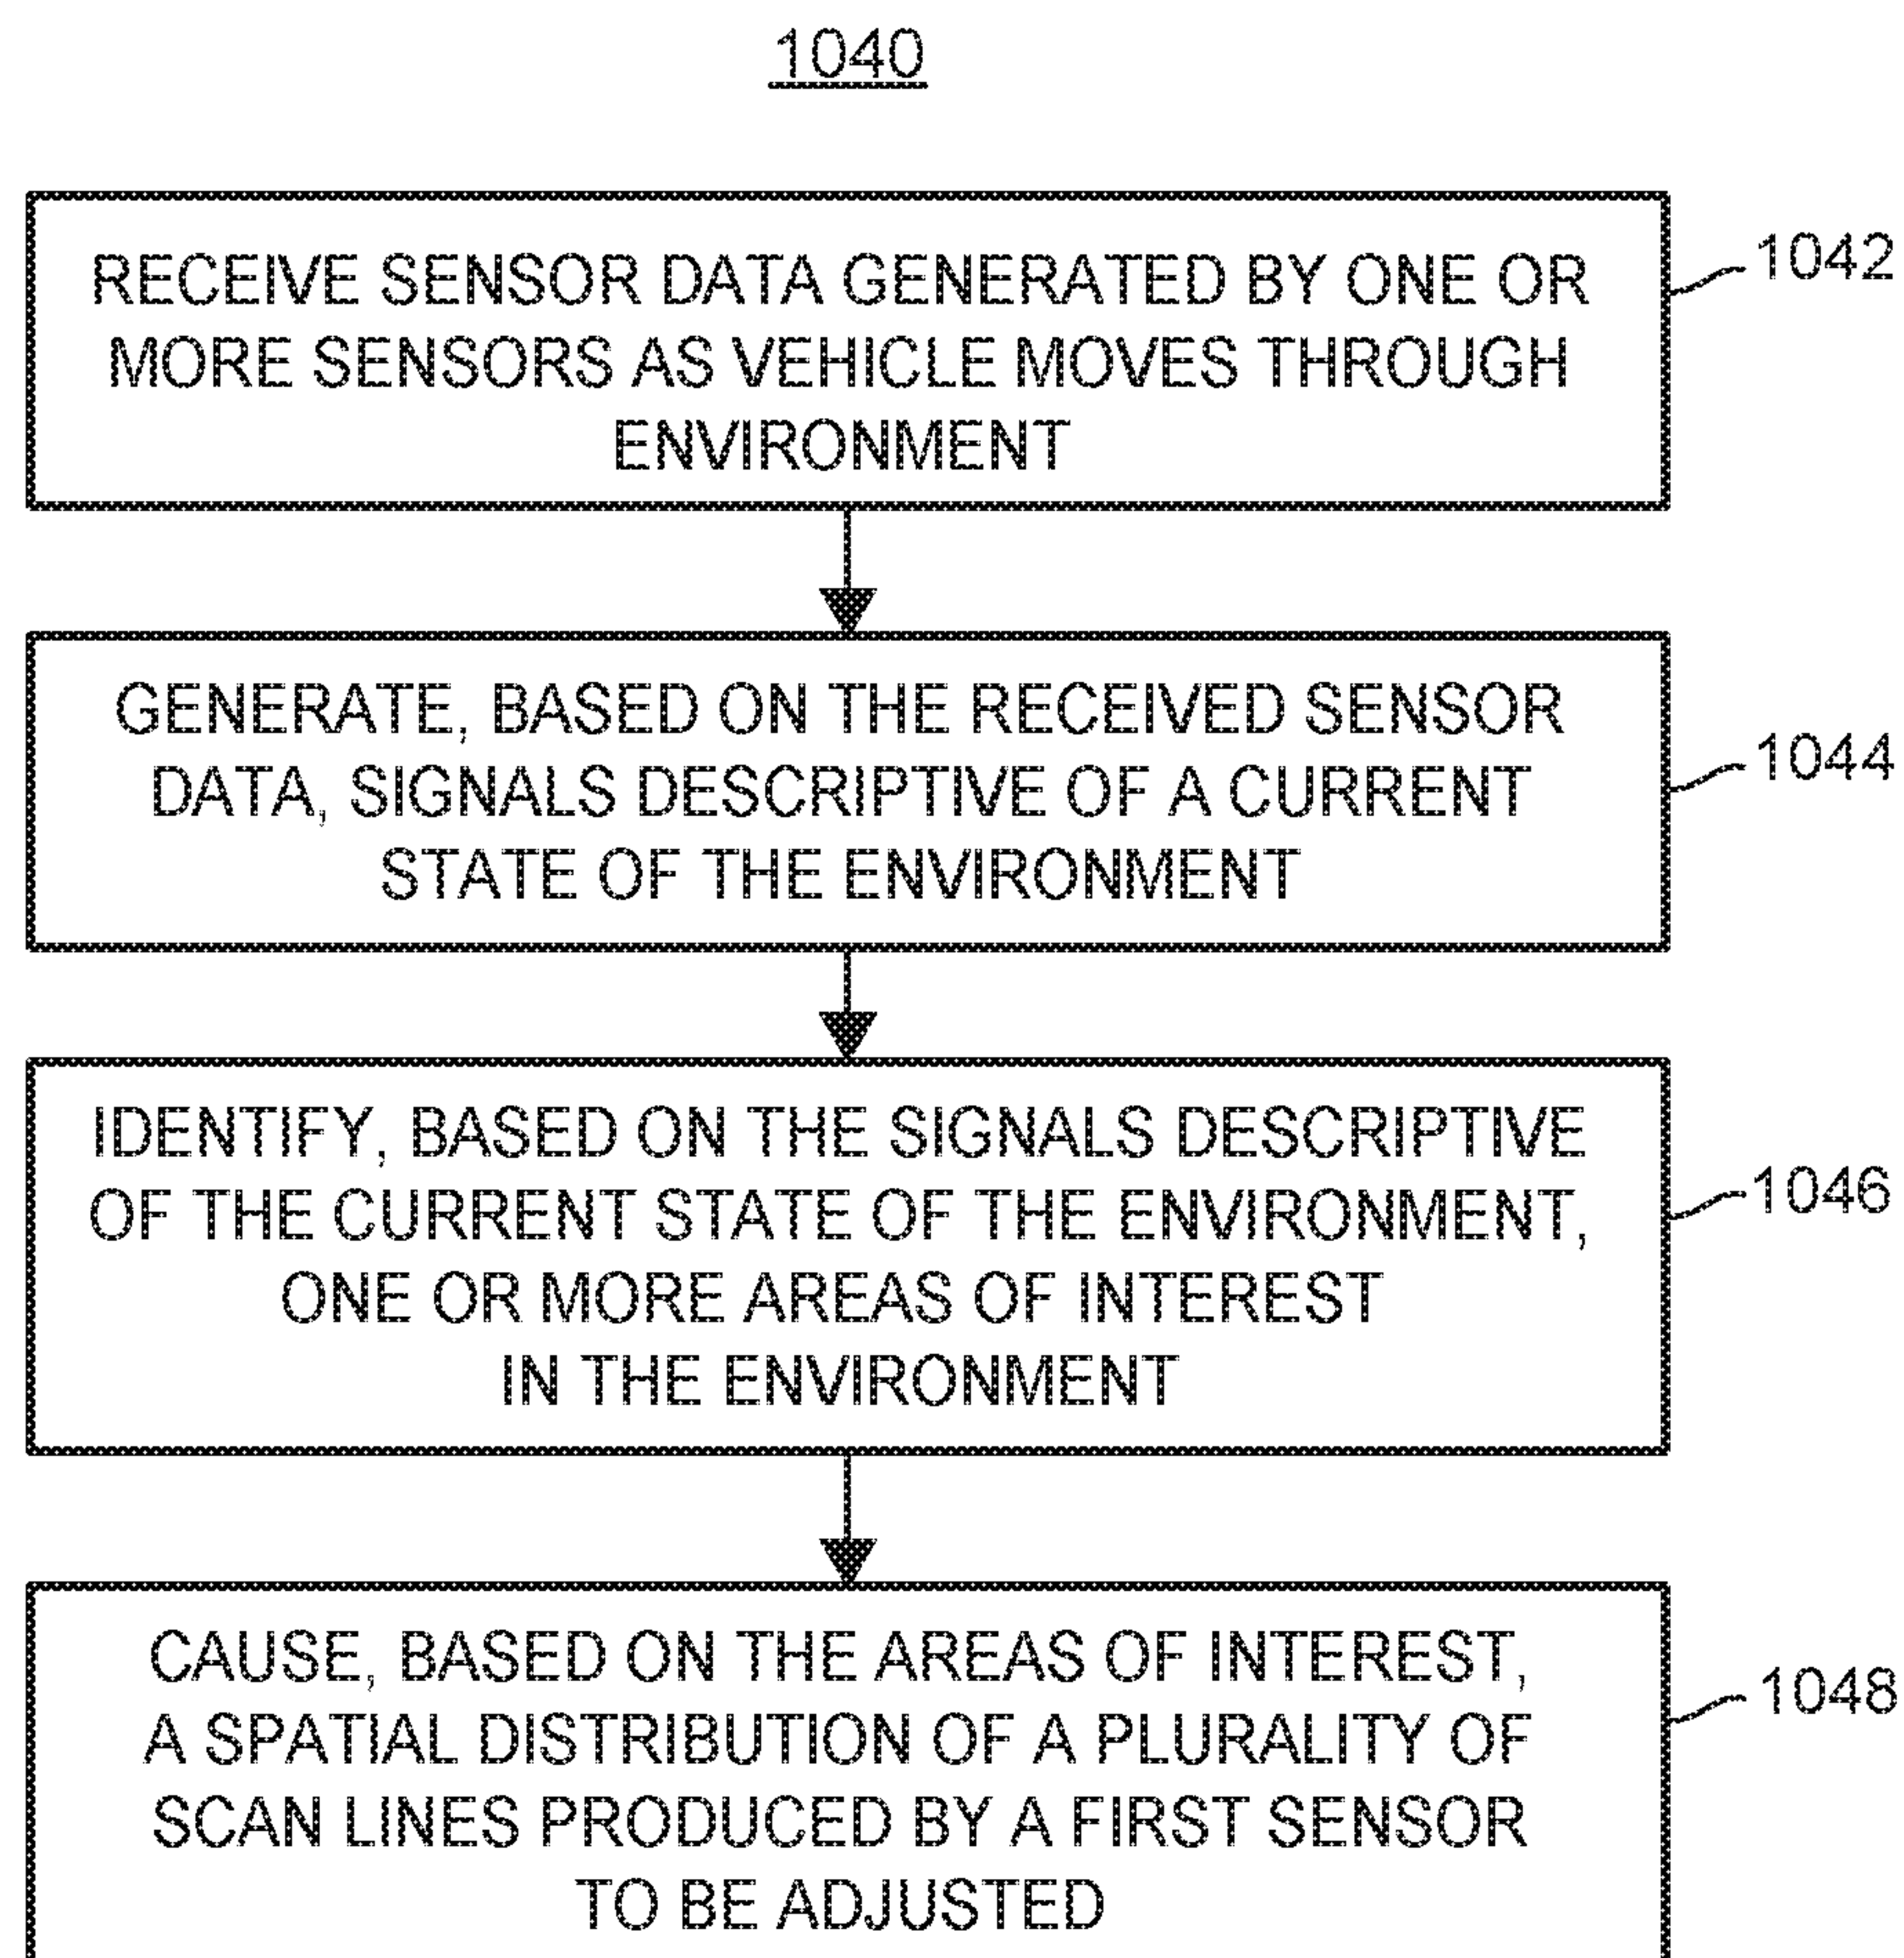 1040
RECEIVE SENSOR DATA GENERATED BY ONE OR
MORE SENSORS AS VEHICLE MOVES THROUGH
ENVIRONMENT
1042
GENERATE, BASED ON THE RECEIVED SENSOR
DATA, SIGNALS DESCRIPTIVE OF A CURRENT
STATE OF THE ENVIRONMENT
1044
IDENTIFY, BASED ON THE SIGNALS DESCRIPTIVE
OF THE CURRENT STATE OF THE ENVIRONMENT,
ONE OR MORE AREAS OF INTEREST
IN THE ENVIRONMENT
1046
CAUSE, BASED ON THE AREAS OF INTEREST,
A SPATIAL DISTRIBUTION OF A PLURALITY OF
SCAN LINES PRODUCED BY A FIRST SENSOR
TO BE ADJUSTED
1048